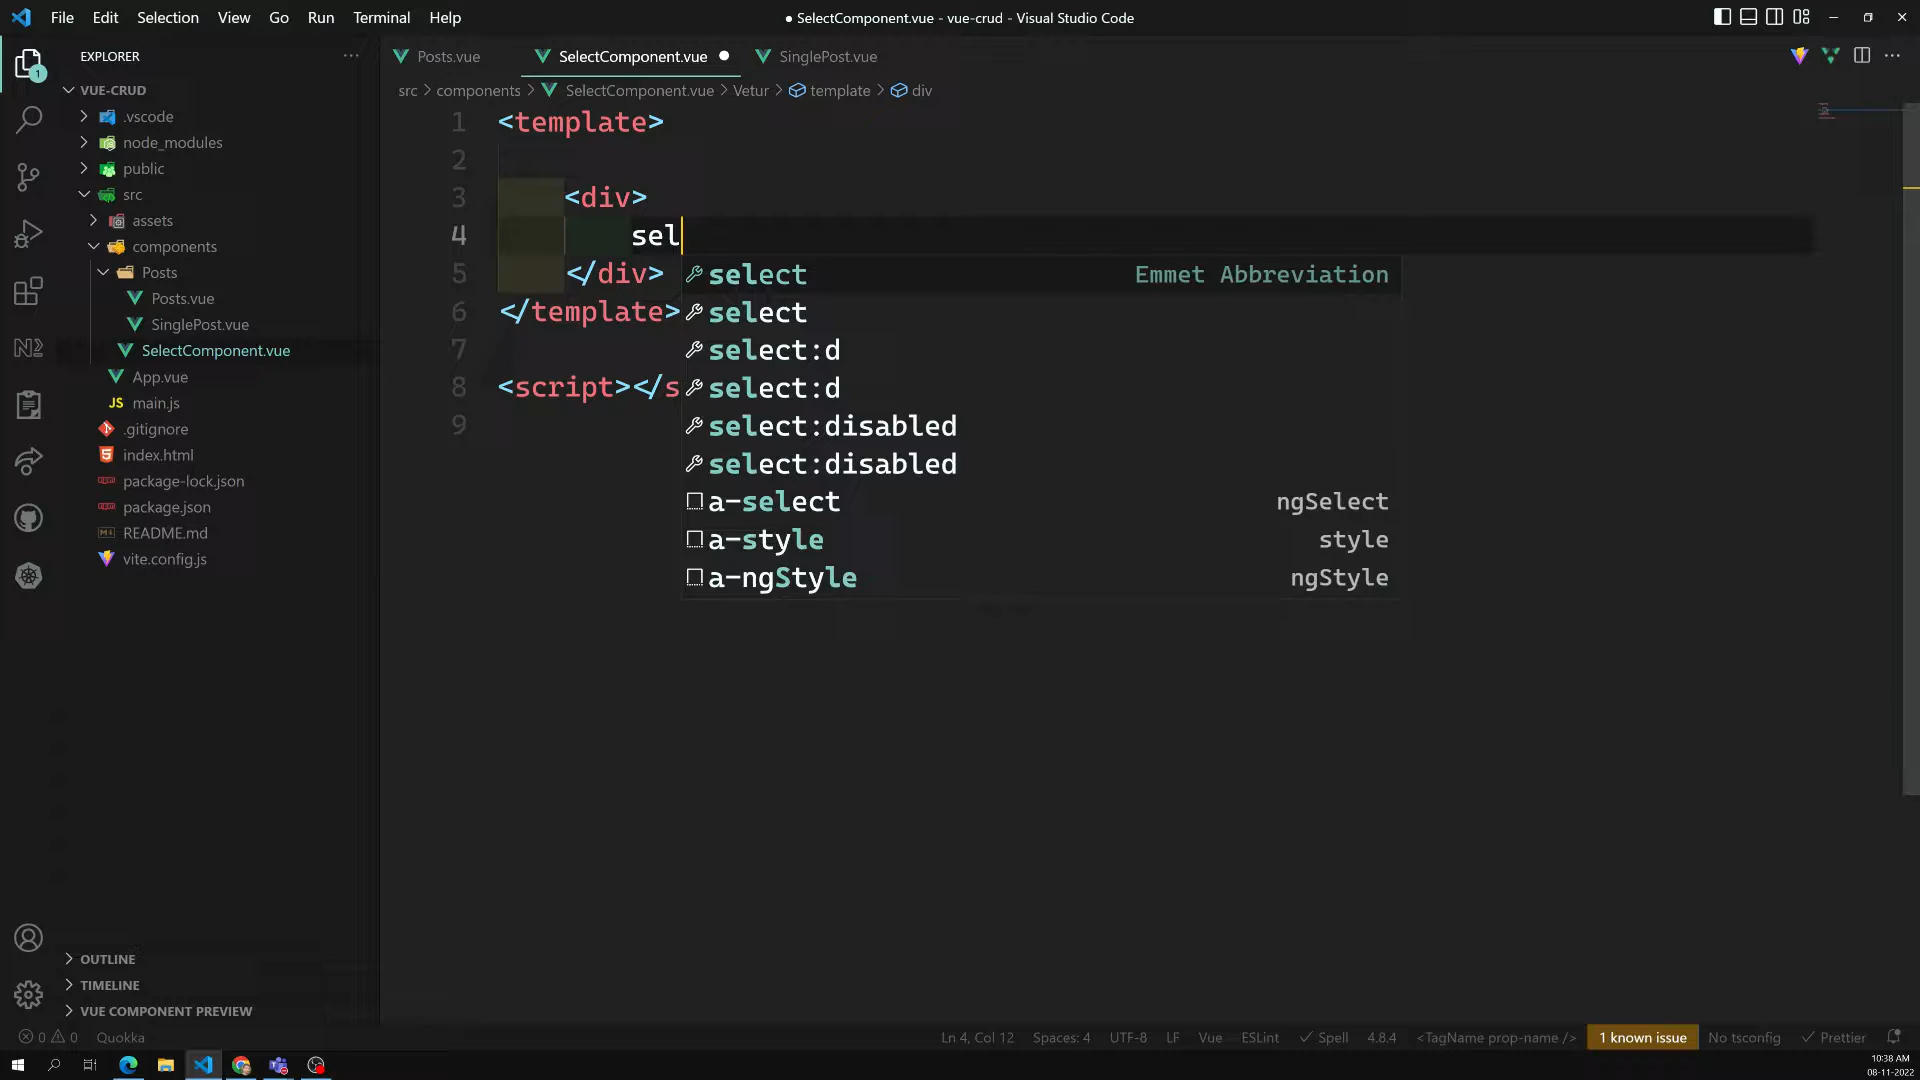 File Edit Selection View Go Run Terminal Help
● SelectComponent.vue - vue-crud - Visual Studio Code
EXPLORER
Posts.vue SelectComponent.vue SinglePost.vue
src > components > SelectComponent.vue > Vetur > template > div
1
VUE-CRUD
.vscode
node_modules
public
src
assets
components
Posts
Posts.vue
SinglePost.vue
SelectComponent.vue
App.vue
JS main.js
.gitignore
index.html
package-lock.json
package.json
README.md
vite.config.js
OUTLINE
TIMELINE
VUE COMPONENT PREVIEW
1 <template>
2
3 <div>
4 sel
5 </div>
6 </template>
7
8 <script></s
9
select Emmet Abbreviation
select
select:d
select:d
select:disabled
select:disabled
a-select ngSelect
a-style style
a-ngStyle ngStyle
0 0 Quokka
Ln 4, Col 12 Spaces: 4 UTF-8 LF Vue ESLint Spell 4.8.4 <TagName prop-name /> 1 known issue No tsconfig Prettier
10:38 AM
08-11-2022